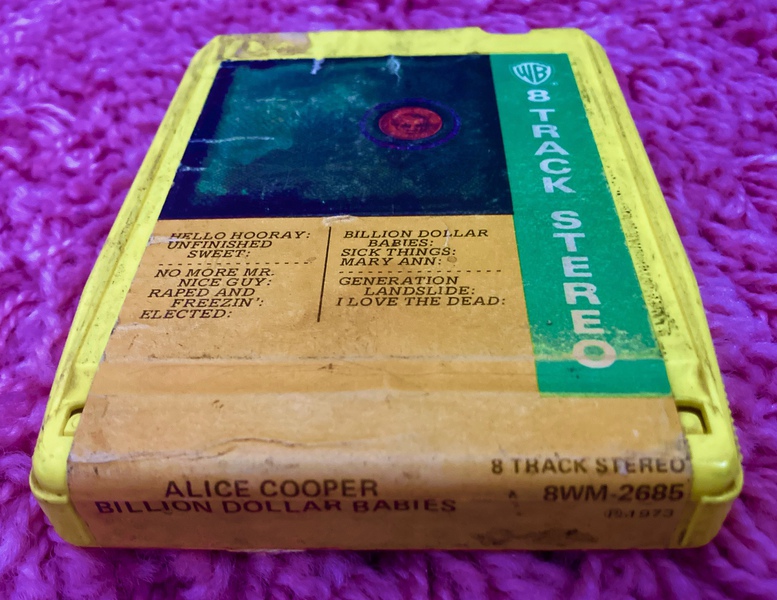 WB
8 TRACK STEREO
HELLO HOORAY:
UNFINISHED
SWEET:
NO MORE MR.
NICE GUY:
RAPED AND
FREEZIN':
ELECTED:
BILLION DOLLAR
BABIES:
SICK THINGS:
MARY ANN:
GENERATION
LANDSLIDE:
I LOVE THE DEAD:
8 TRACK STEREO
ALICE COOPER
8WM-2685
BILLION DOLLAR BABIES
℗1973